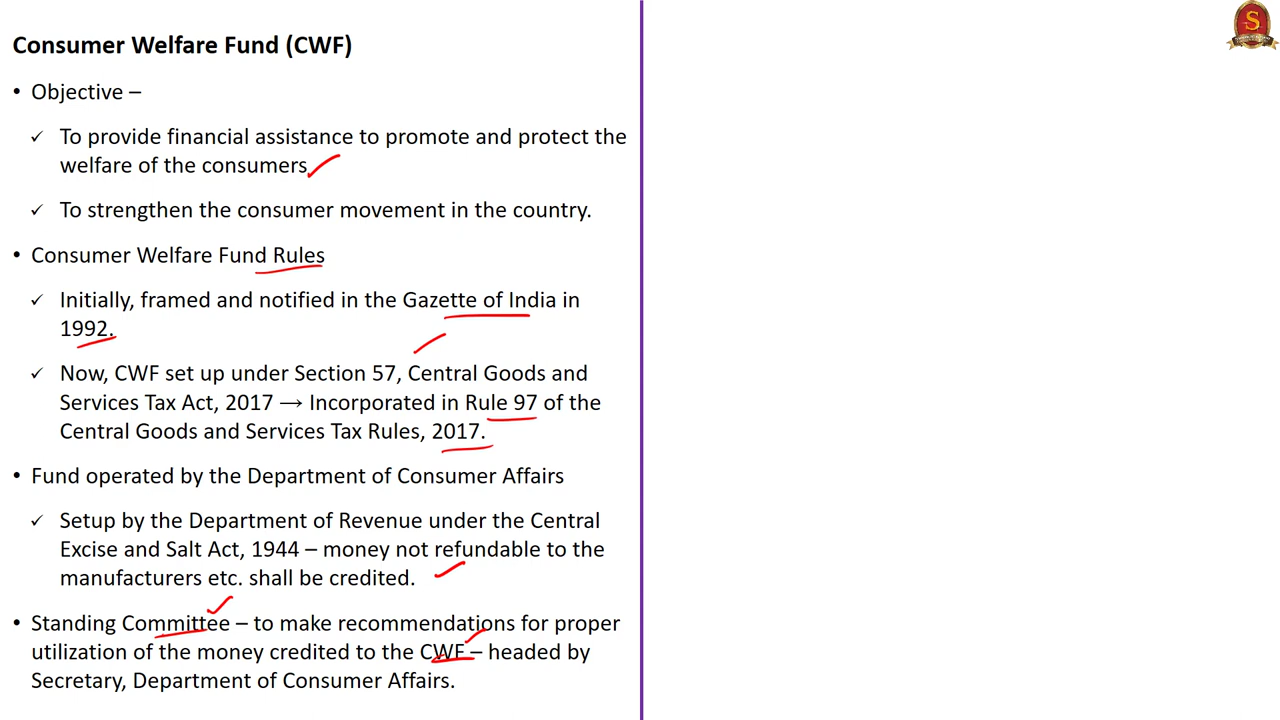 Consumer Welfare Fund (CWF)
• Objective –
✓ To provide financial assistance to promote and protect the
welfare of the consumers
✓ To strengthen the consumer movement in the country.
• Consumer Welfare Fund Rules
✓ Initially, framed and notified in the Gazette of India in
1992.
✓ Now, CWF set up under Section 57, Central Goods and
Services Tax Act, 2017 → Incorporated in Rule 97 of the
Central Goods and Services Tax Rules, 2017.
• Fund operated by the Department of Consumer Affairs
✓ Setup by the Department of Revenue under the Central
Excise and Salt Act, 1944 – money not refundable to the
manufacturers etc. shall be credited.
• Standing Committee – to make recommendations for proper
utilization of the money credited to the CWF – headed by
Secretary, Department of Consumer Affairs.
S